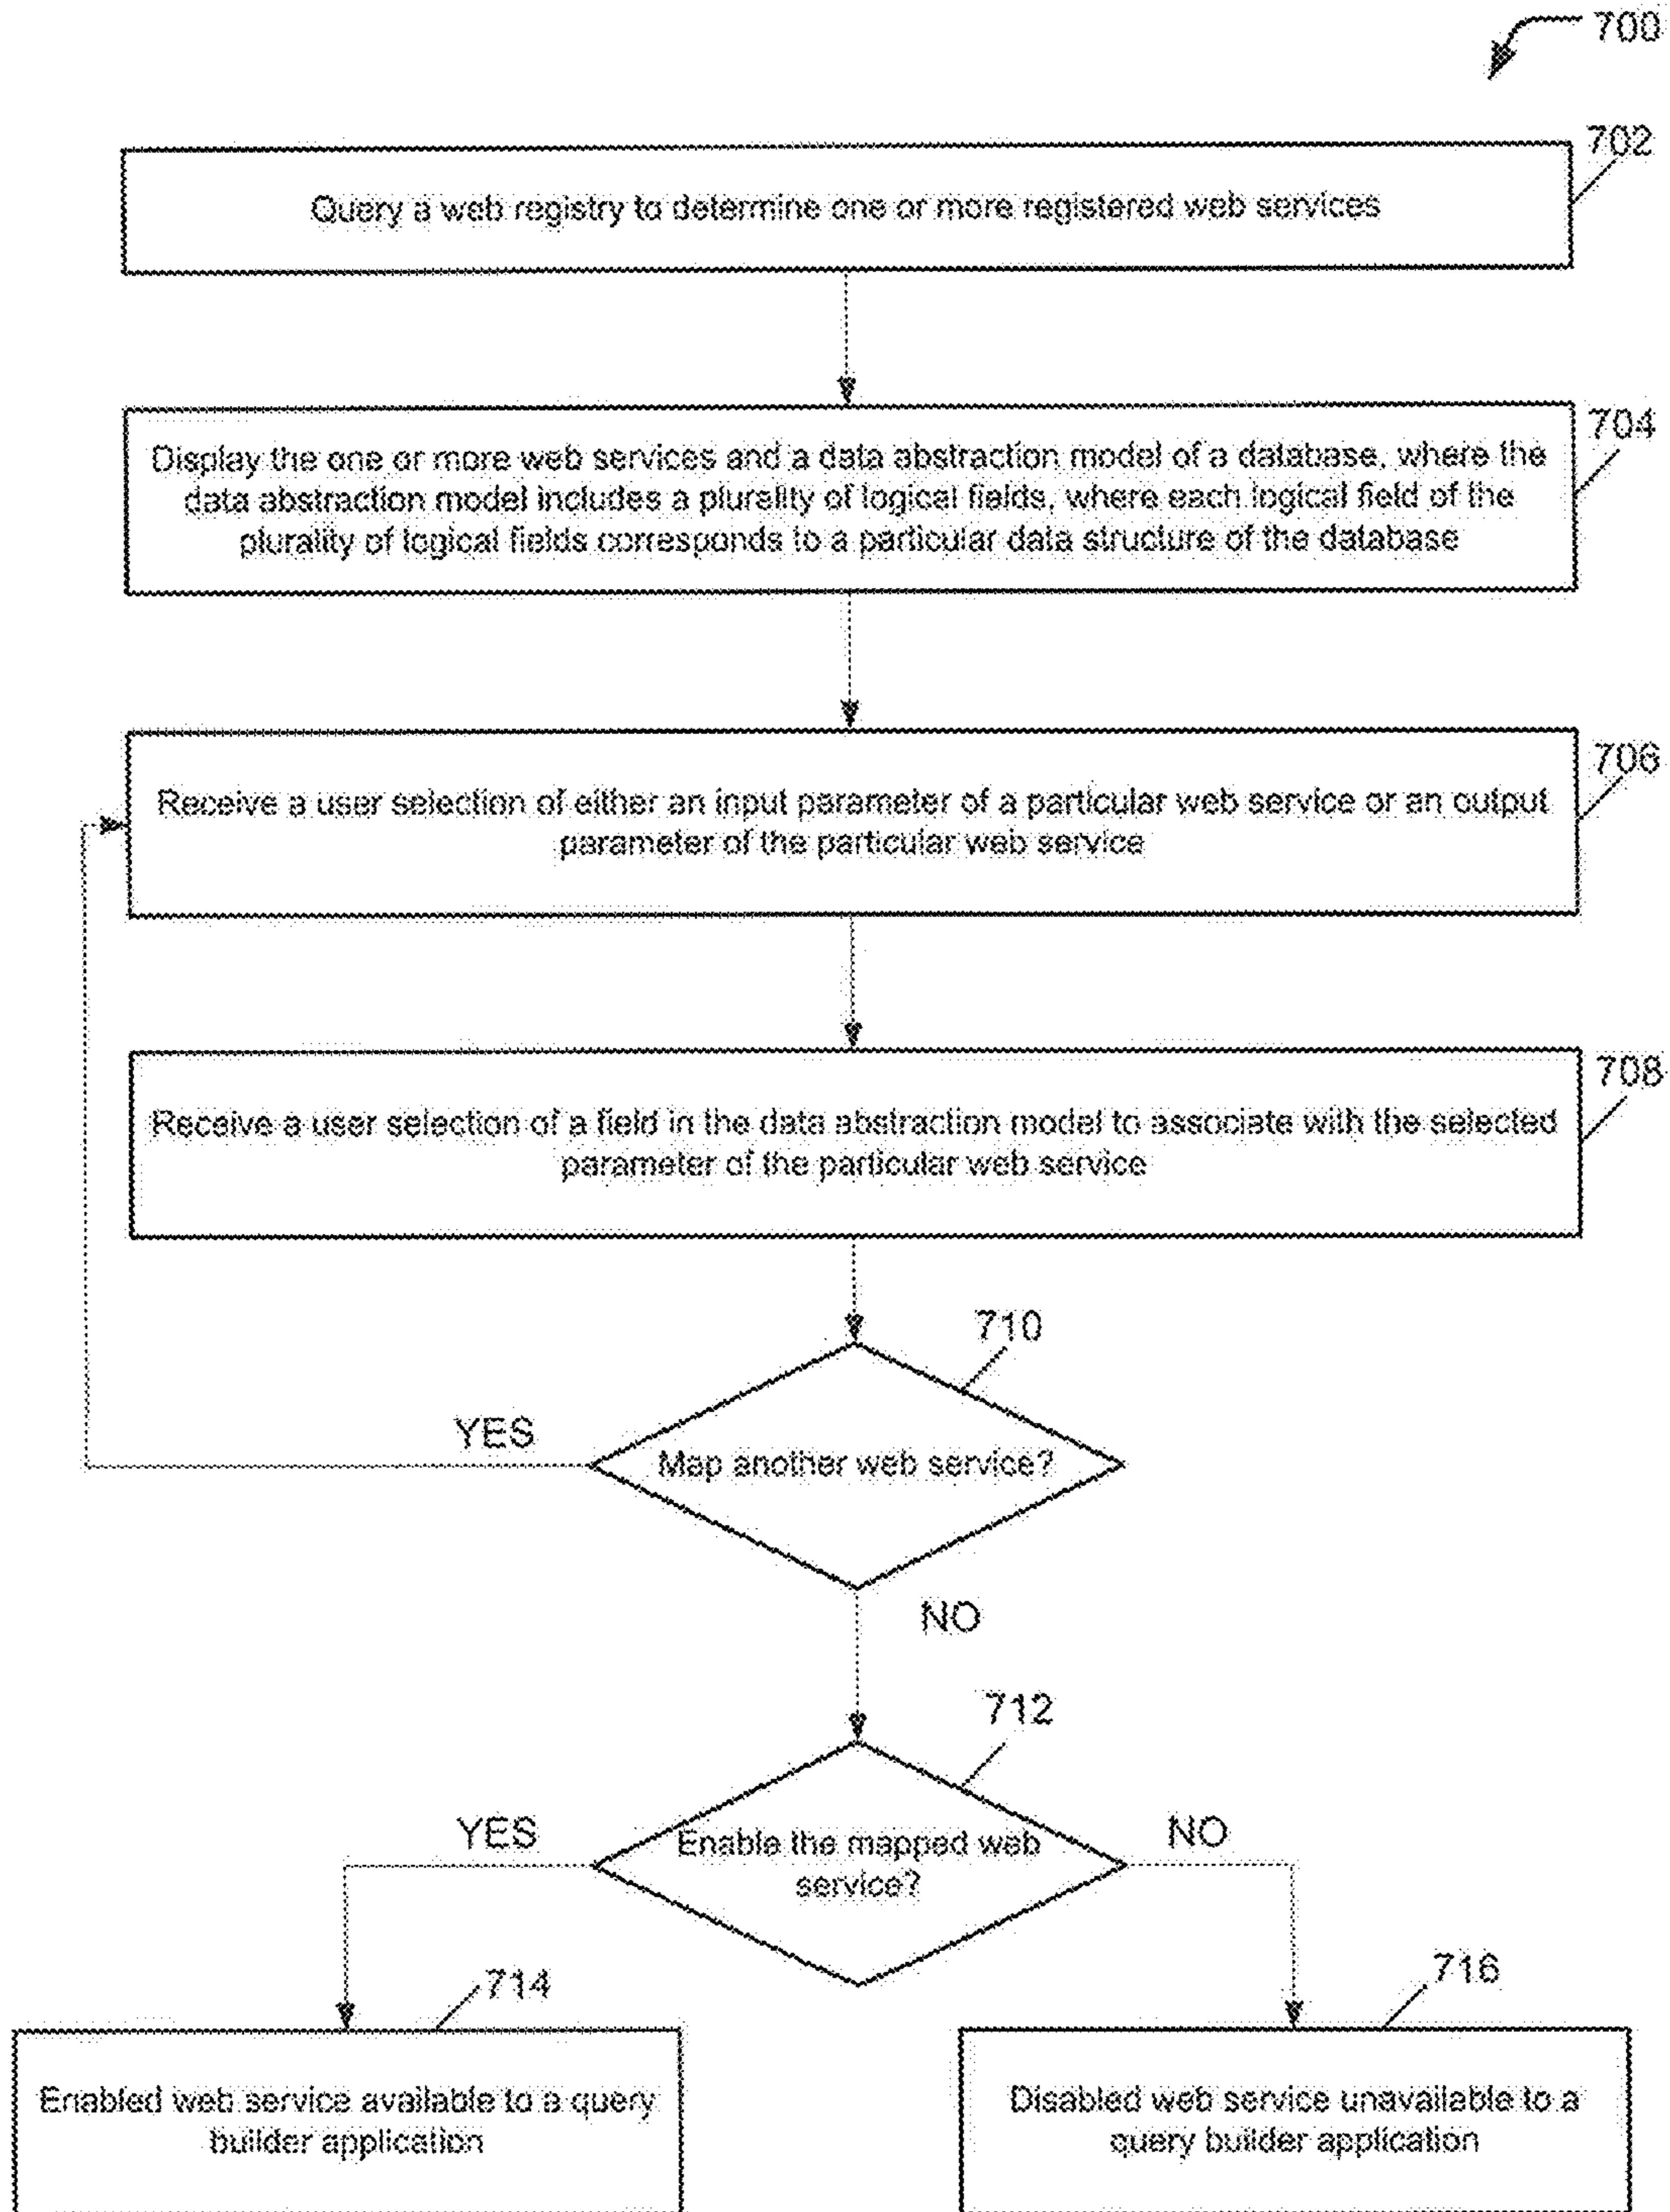 700
702
Query a web registry to determine one or more registered web services
704
Display the one or more web services and a data abstraction model of a database, where the
data abstraction model includes a plurality of logical fields, where each logical field of the
plurality of logical fields corresponds to a particular data structure of the database
706
Receive a user selection of either an input parameter of a particular web service or an output
parameter of the particular web service
708
Receive a user selection of a field in the data abstraction model to associate with the selected
parameter of the particular web service
710
YES
Map another web service?
NO
712
YES
NO
Enable the mapped web
service?
714
716
Enabled web service available to a query
builder application
Disabled web service unavailable to a
query builder application